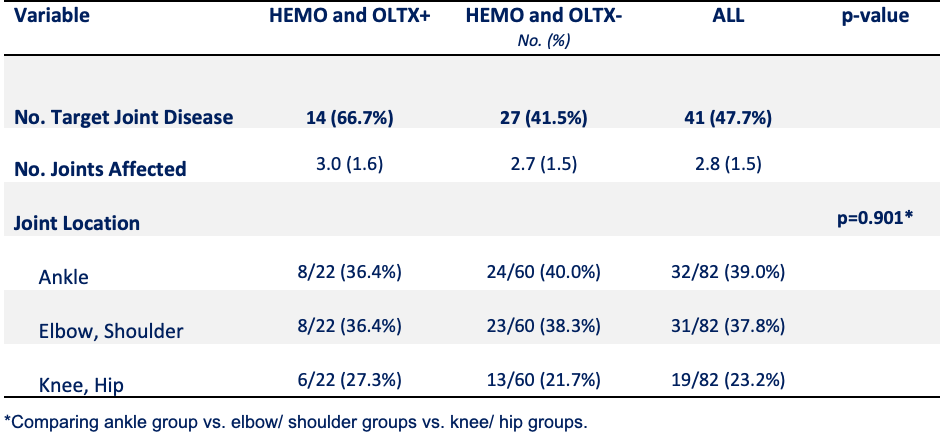 Variable HEMO and OLTX+ HEMO and OLTX- ALL p-value
No. (%)
No. Target Joint Disease 14 (66.7%) 27 (41.5%) 41 (47.7%)
No. Joints Affected 3.0 (1.6) 2.7 (1.5) 2.8 (1.5)
Joint Location p=0.901*
Ankle 8/22 (36.4%) 24/60 (40.0%) 32/82 (39.0%)
Elbow, Shoulder 8/22 (36.4%) 23/60 (38.3%) 31/82 (37.8%)
Knee, Hip 6/22 (27.3%) 13/60 (21.7%) 19/82 (23.2%)
*Comparing ankle group vs. elbow/ shoulder groups vs. knee/ hip groups.